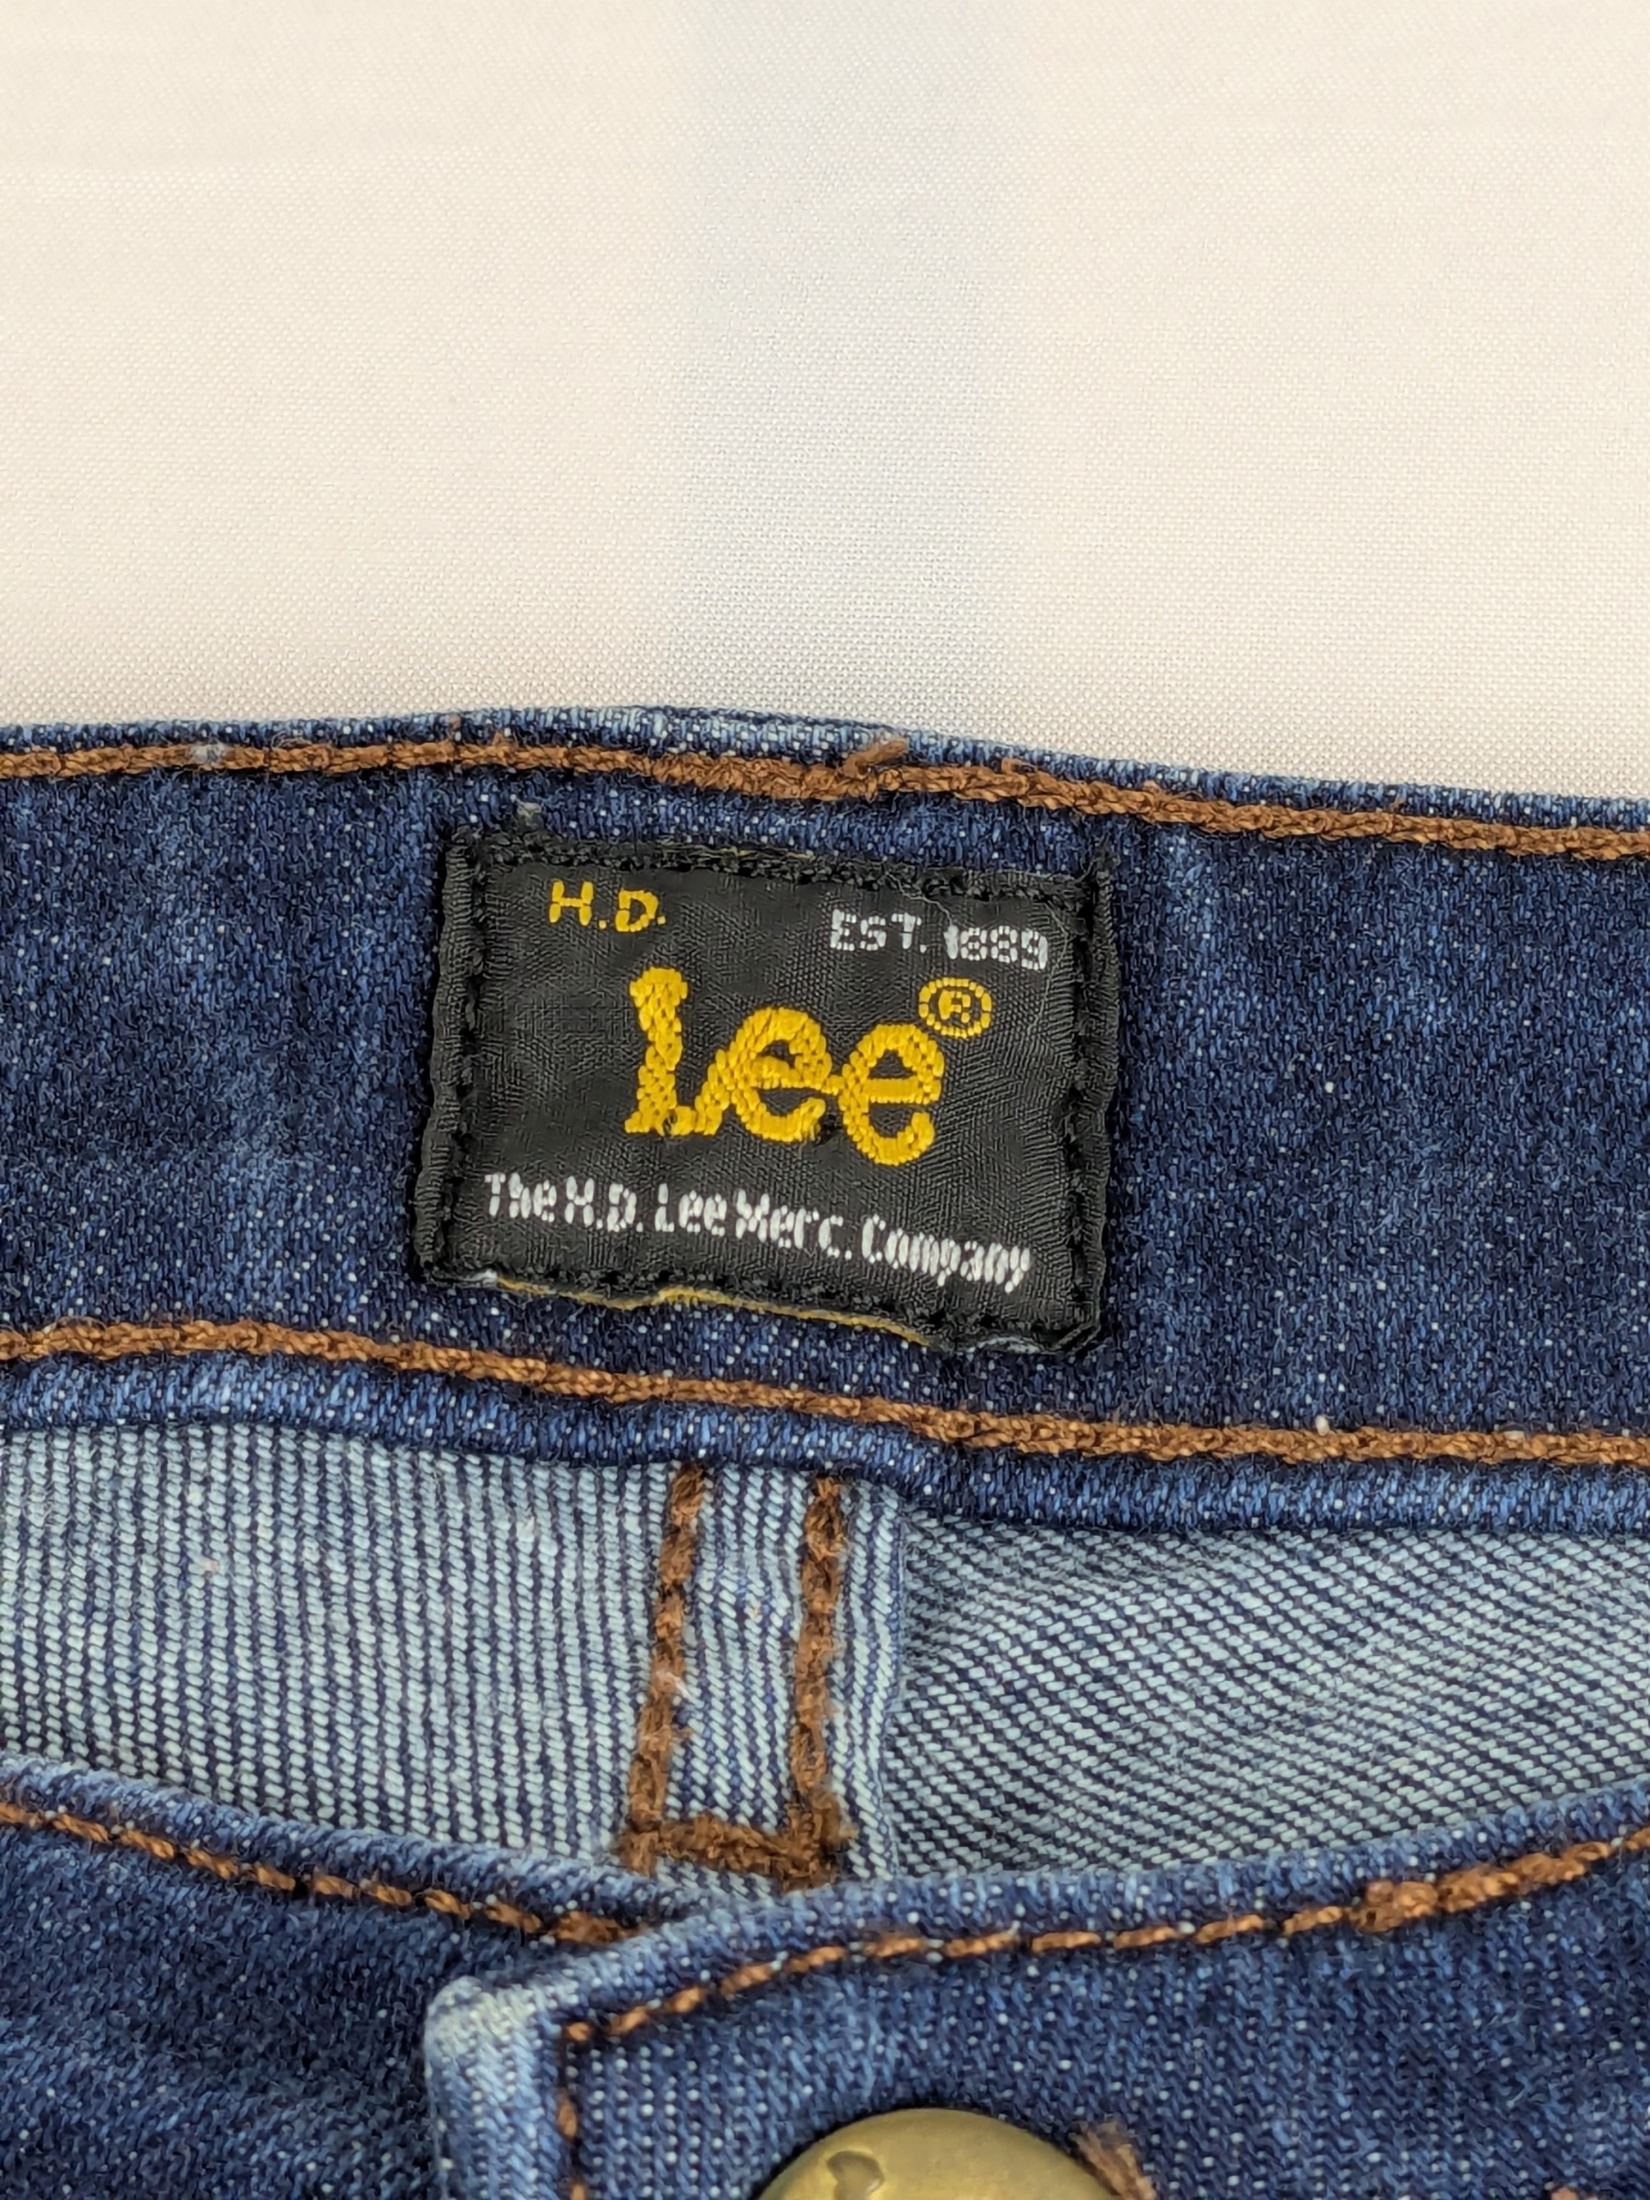 H.D. EST. 1889
Lee®
The H.D. Lee Merc. Company